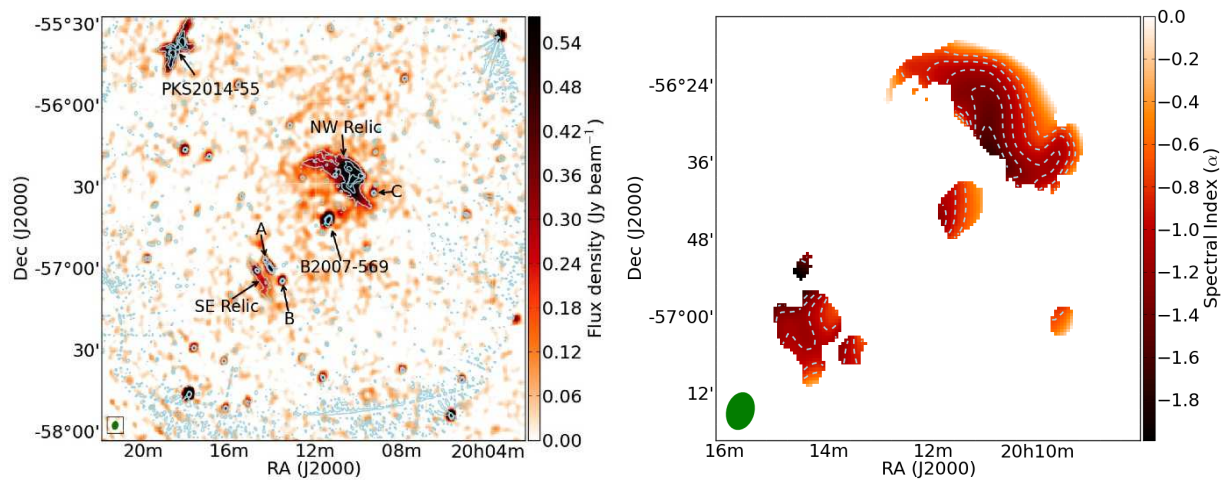 -55°30'
-56°00'
30'
-57°00'
30'
-58°00'
Dec (J2000)
20m
16m
12m
08m
20h04m
RA (J2000)
PKS2014-55
NW Relic
C
A
B2007-569
SE Relic
B
0.54
0.48
0.42
0.36
0.30
0.24
0.18
0.12
0.06
0.00
Flux density (Jy beam⁻¹)
-56°24'
36'
48'
-57°00'
12'
Dec (J2000)
16m
14m
12m
20h10m
RA (J2000)
0.0
−0.2
−0.4
−0.6
−0.8
−1.0
−1.2
−1.4
−1.6
−1.8
Spectral Index (α)